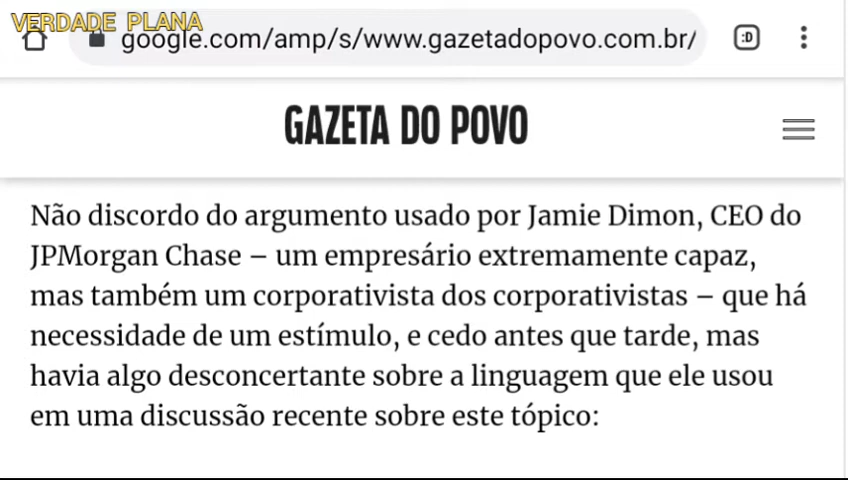 VERDADE PLANA
google.com/amp/s/www.gazetadopovo.com.br/
:D
GAZETA DO POVO
Não discordo do argumento usado por Jamie Dimon, CEO do
JPMorgan Chase – um empresário extremamente capaz,
mas também um corporativista dos corporativistas – que há
necessidade de um estímulo, e cedo antes que tarde, mas
havia algo desconcertante sobre a linguagem que ele usou
em uma discussão recente sobre este tópico: